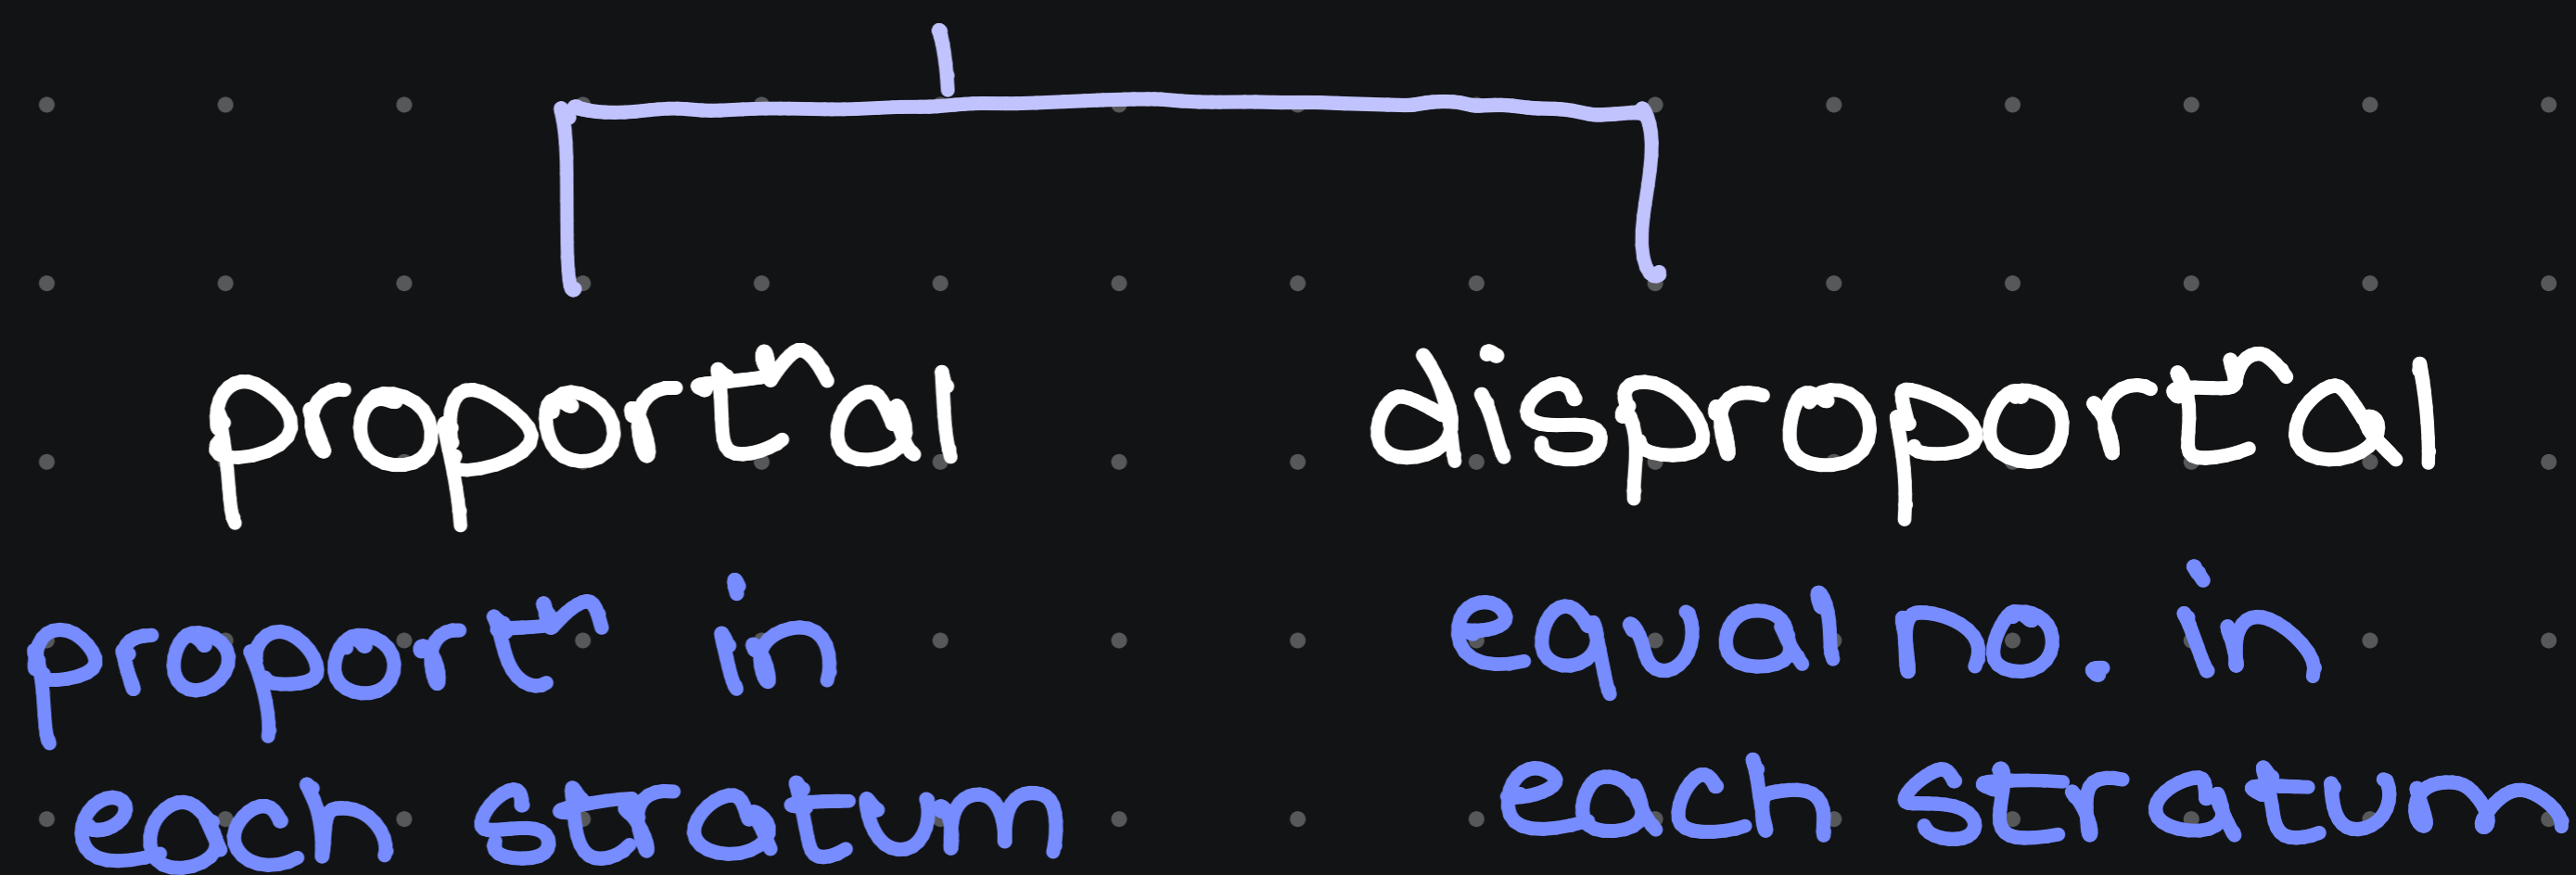 proportⁿal disproportⁿal
proportⁿ in equal no. in
each stratum each stratum